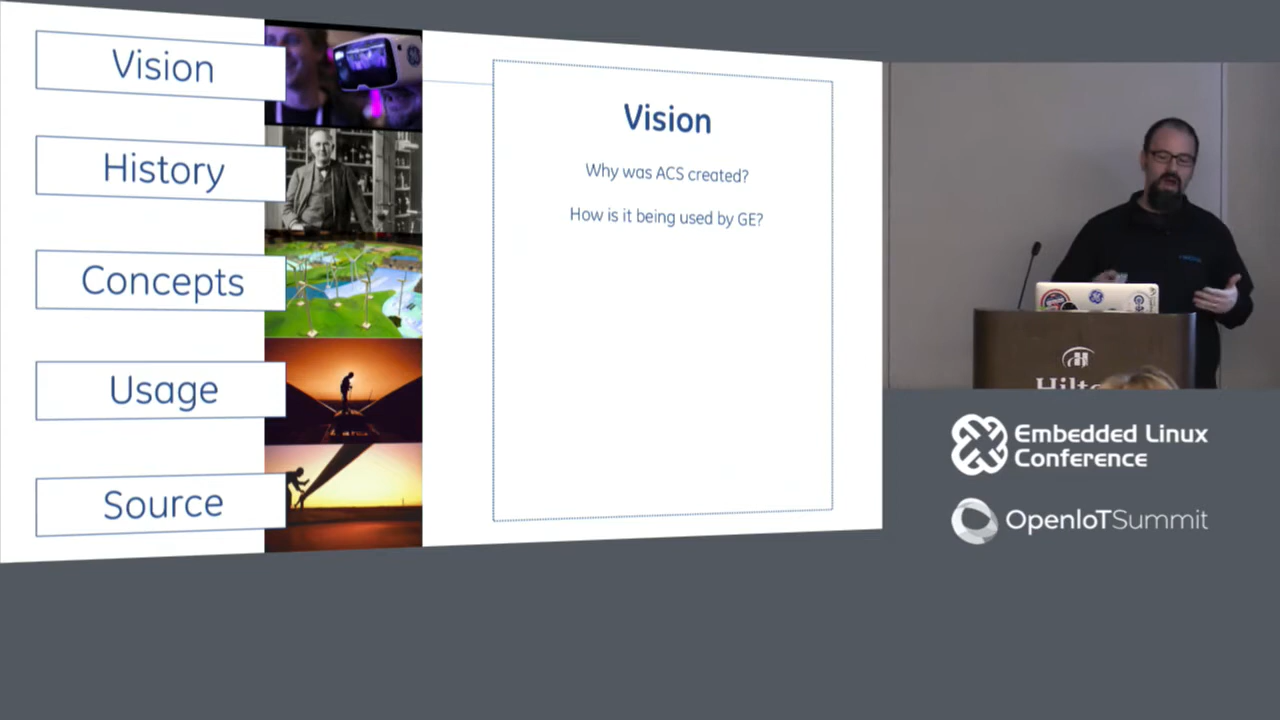 Vision
History
Concepts
Usage
Source
Vision
Why was ACS created?
How is it being used by GE?
Embedded Linux
Conference
OpenIoTSummit